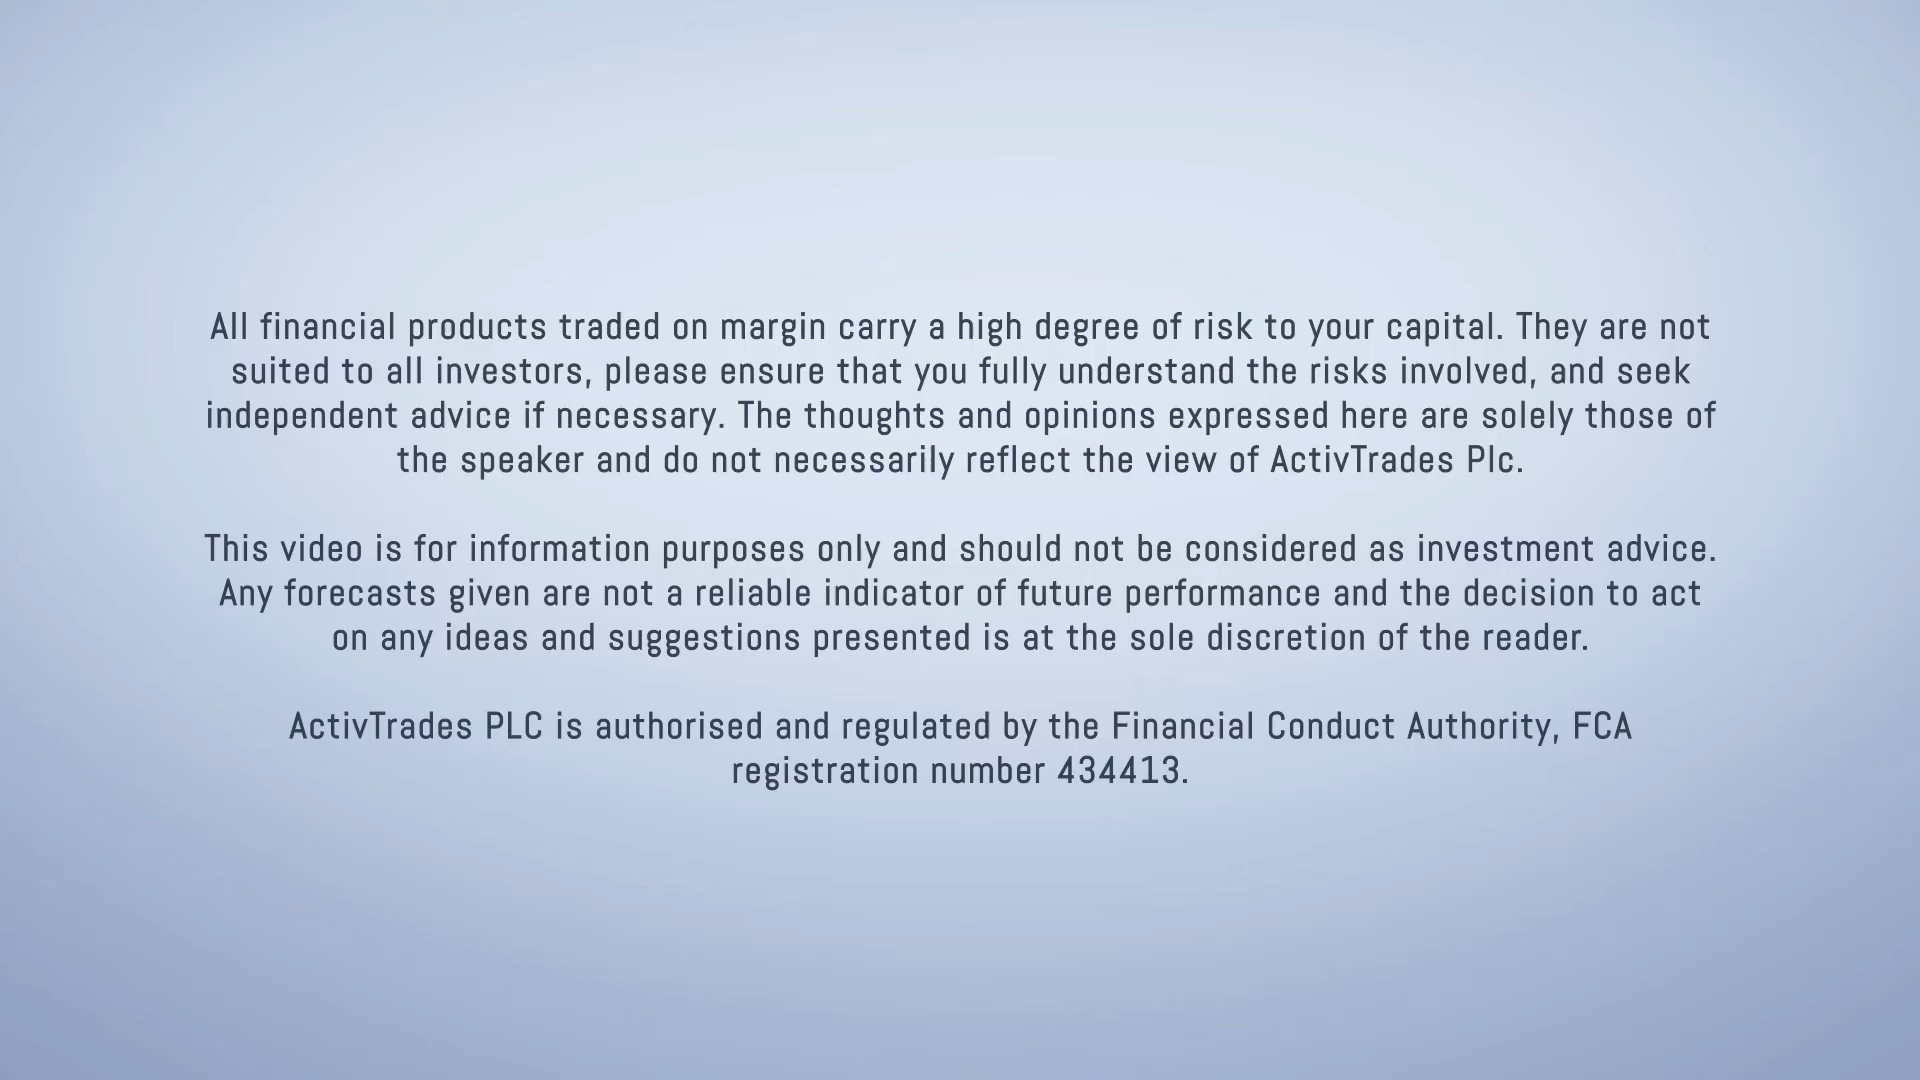 All financial products traded on margin carry a high degree of risk to your capital. They are not
suited to all investors, please ensure that you fully understand the risks involved, and seek
independent advice if necessary. The thoughts and opinions expressed here are solely those of
the speaker and do not necessarily reflect the view of ActivTrades Plc.
This video is for information purposes only and should not be considered as investment advice.
Any forecasts given are not a reliable indicator of future performance and the decision to act
on any ideas and suggestions presented is at the sole discretion of the reader.
ActivTrades PLC is authorised and regulated by the Financial Conduct Authority, FCA
registration number 434413.